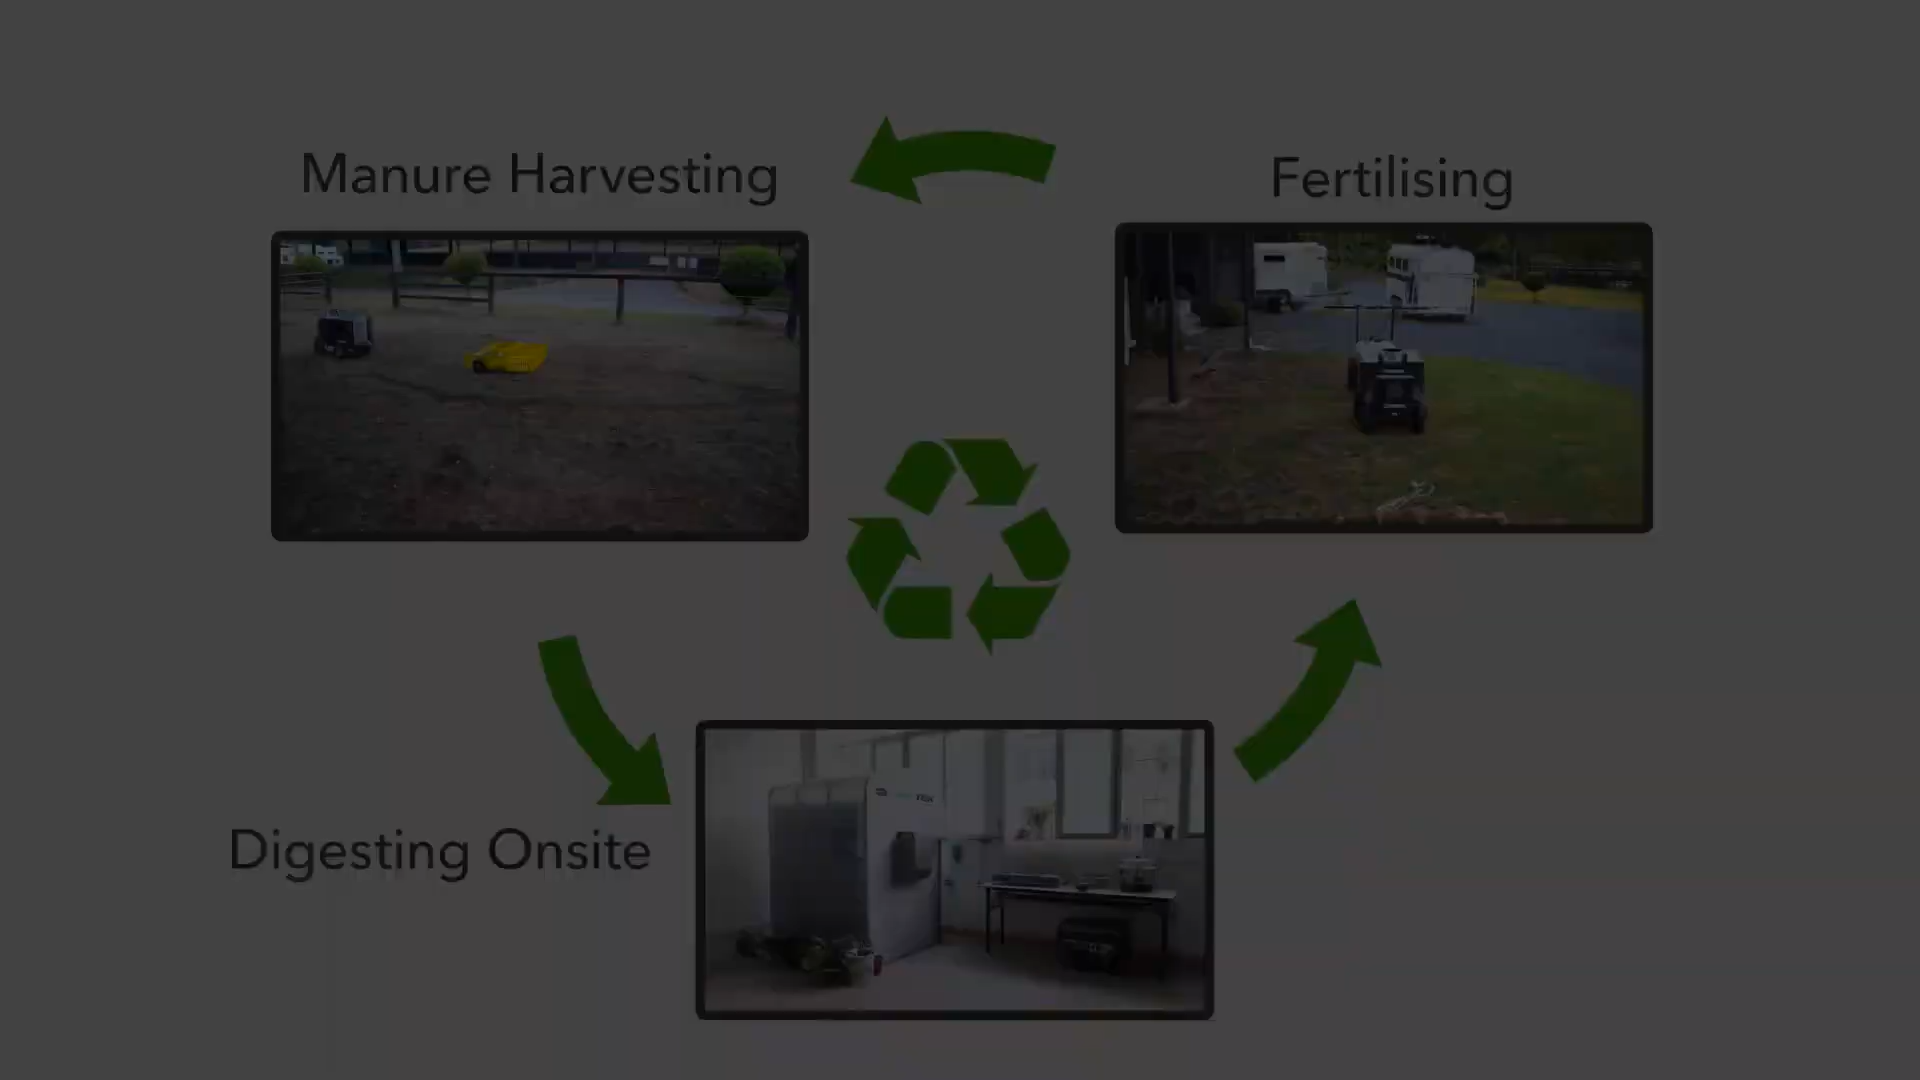 Manure Harvesting
Fertilising
Digesting Onsite